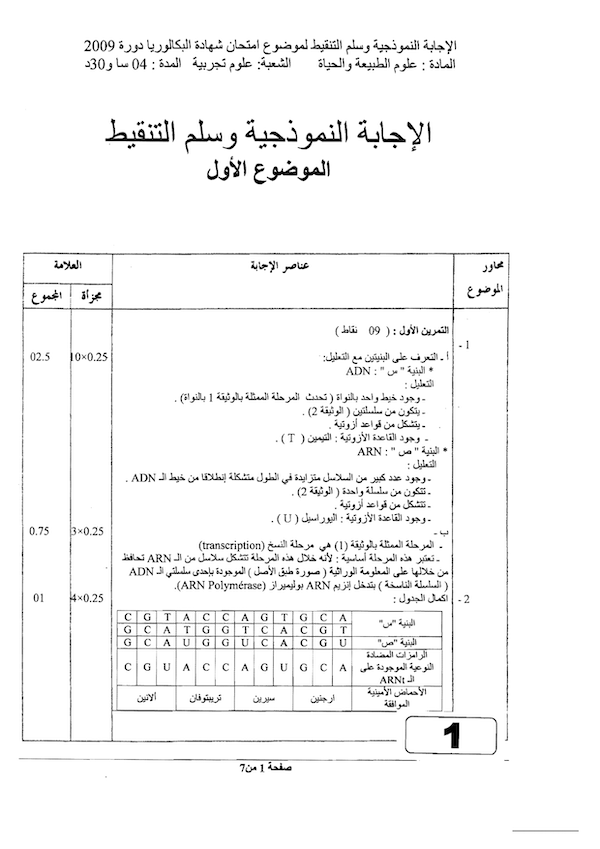 الإجابة النموذجية وسلم التنقيط لموضوع امتحان شهادة البكالوريا دورة 2009
المادة : علوم الطبيعة والحياة الشعبة: علوم تجريبية المدة : 04 سا و30د
الإجابة النموذجية وسلم التنقيط
الموضوع الأول
محاور الموضوع عناصر الإجابة العلامة
مجزأة المجموع
التمرين الأول : ( 09 نقاط )
1 -
أ ـ التعرف على البنيتين مع التعليل: 10×0.25 02.5
* البنية " س " : ADN
التعليل :
ـ وجود خيط واحد بالنواة ( تحدث المرحلة الممثلة بالوثيقة 1 بالنواة) .
ـ يتكون من سلسلتين ( الوثيقة 2) .
ـ يتشكل من قواعد أزوتية .
ـ وجود القاعدة الأزوتية : التيمين ( T ) .
* البنية " ص " : ARN
التعليل :
ـ وجود عدد كبير من السلاسل متزايدة في الطول متشكلة إنطلاقا من خيط الـ ADN .
ـ تتكون من سلسلة واحدة ( الوثيقة 2) .
ـ تتشكل من قواعد أزوتية .
ـ وجود القاعدة الأزوتية : اليوراسيل ( U ) .
ب - 3×0.25 0.75
ـ المرحلة الممثلة بالوثيقة (1) هي مرحلة النسخ (transcription)
ـ تعتبر هذه المرحلة أساسية : لأنه خلال هذه المرحلة تتشكل سلاسل من الـ ARN تحافظ
من خلالها على المعلومة الوراثية ( صورة طبق الأصل ) الموجودة بإحدى سلسلتي الـ ADN
( السلسلة الناسخة ) بتدخل إنزيم ARN بوليميراز (ARN Polymérase).
2 - اكمال الجدول : 4×0.25 01
البنية "س" C G T A C C A G T G C A
G C A T G G T C A C G T
البنية "ص" G C A U G G U C A C G U
الرامزات المضادة
النوعية الموجودة على
الـ ARNt C G U A C C A G U G C A
الأحماض الأمينية
الموافقة ارجنين سيرين تريبتوفان ألانين
1
صفحة 1 من7